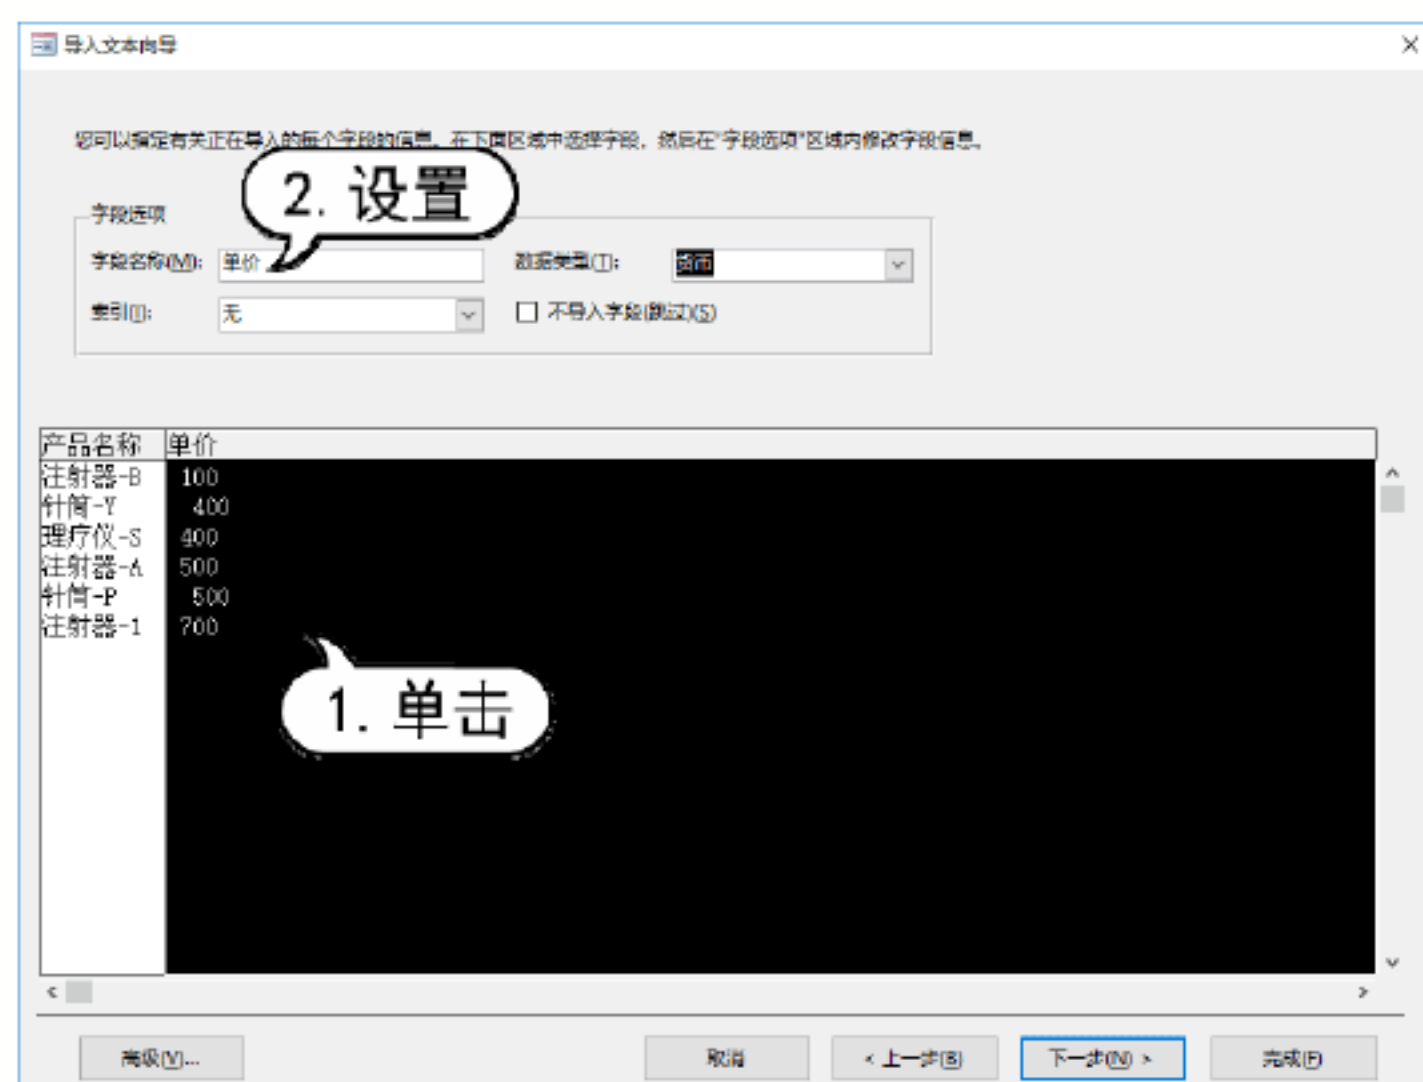 导入文本向导
您可以指定有关正在导入的每个字段的信息。在下面区域中选择字段，然后在"字段选项"区域内修改字段信息。
2. 设置
字段选项
字段名称(M): 单价 数据类型(T): 货币
索引(I): 无 不导入字段(跳过)(S)
产品名称 单价
注射器-B 100
针筒-Y 400
理疗仪-S 400
注射器-A 500
针筒-P 500
注射器-1 700
1. 单击
高级(V)... 取消 < 上一步(B) 下一步(N) > 完成(F)